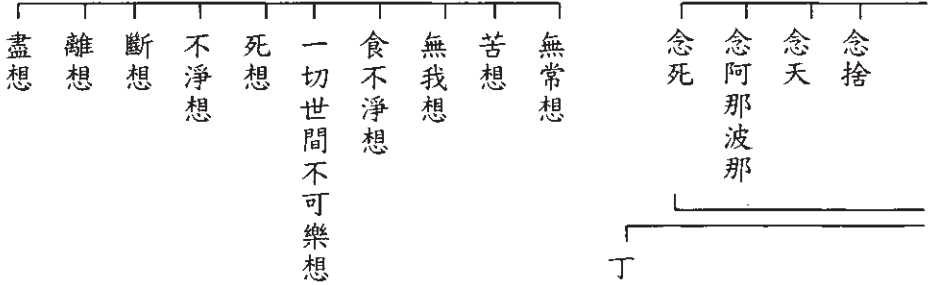 念捨
念天
念阿那波那
念死
丁
無常想
苦想
無我想
食不淨想
一切世間不可樂想
死想
不淨想
斷想
離想
盡想